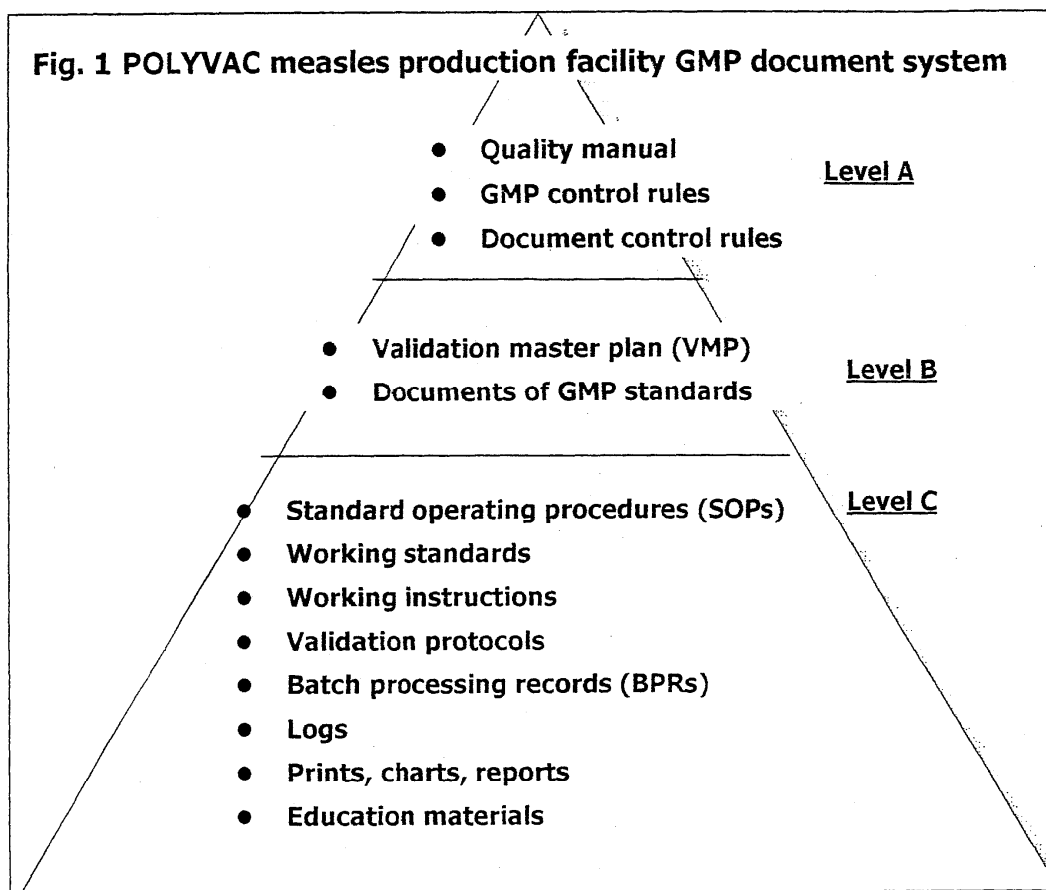 Fig. 1 POLYVAC measles production facility GMP document system
● Quality manual
● GMP control rules
● Document control rules
Level A
● Validation master plan (VMP)
● Documents of GMP standards
Level B
● Standard operating procedures (SOPs)
Level C
● Working standards
● Working instructions
● Validation protocols
● Batch processing records (BPRs)
● Logs
● Prints, charts, reports
● Education materials